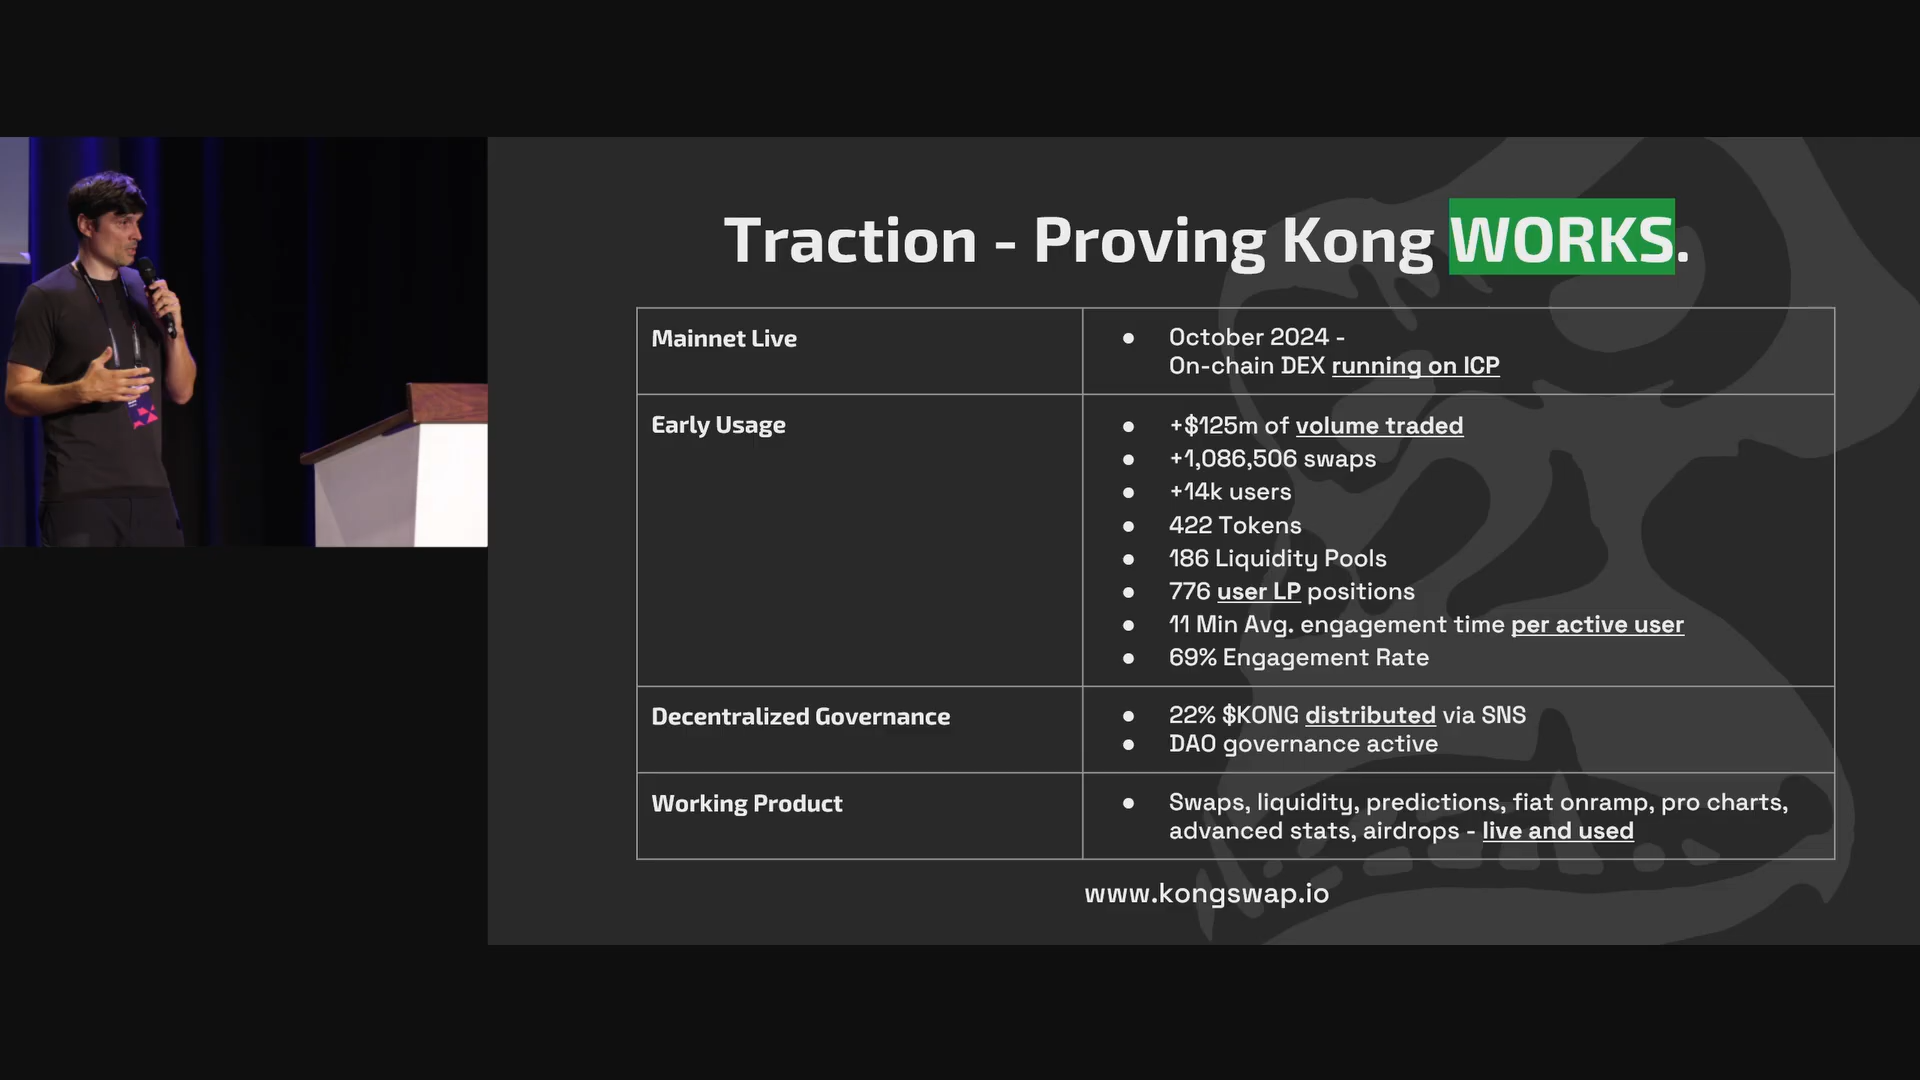 Traction - Proving Kong WORKS.
Mainnet Live
● October 2024 -
On-chain DEX running on ICP
Early Usage
● +$125m of volume traded
● +1,086,506 swaps
● +14k users
● 422 Tokens
● 186 Liquidity Pools
● 776 user LP positions
● 11 Min Avg. engagement time per active user
● 69% Engagement Rate
Decentralized Governance
● 22% $KONG distributed via SNS
● DAO governance active
Working Product
● Swaps, liquidity, predictions, fiat onramp, pro charts,
advanced stats, airdrops - live and used
www.kongswap.io